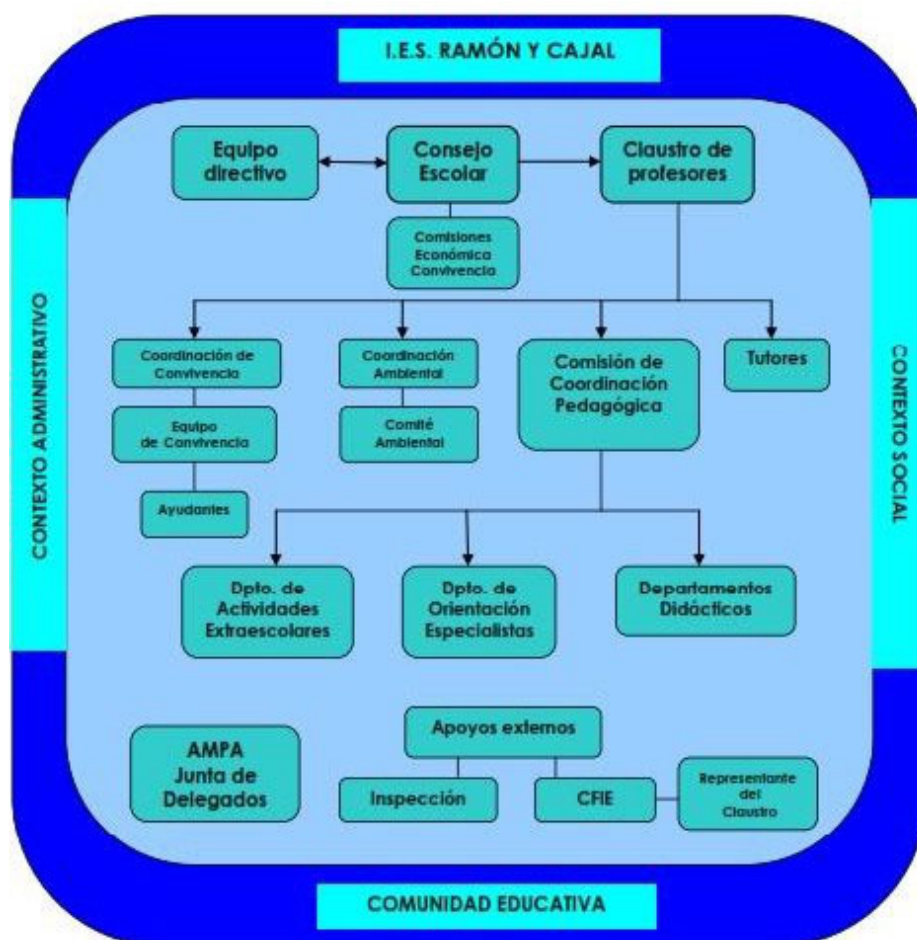 I.E.S. RAMÓN Y CAJAL
Equipo
directivo
Consejo
Escolar
Claustro de
profesores
Comisiones
Económica
Convivencia
CONTEXTO ADMINISTRATIVO
CONTEXTO SOCIAL
Coordinación de
Convivencia
Coordinación
Ambiental
Comisión de
Coordinación
Pedagógica
Tutores
Equipo
de Convivencia
Comité
Ambiental
Ayudantes
Dpto. de
Actividades
Extraescolares
Dpto. de
Orientación
Especialistas
Departamentos
Didácticos
AMPA
Junta de
Delegados
Apoyos externos
Inspección
CFIE
Representante
del
Claustro
COMUNIDAD EDUCATIVA